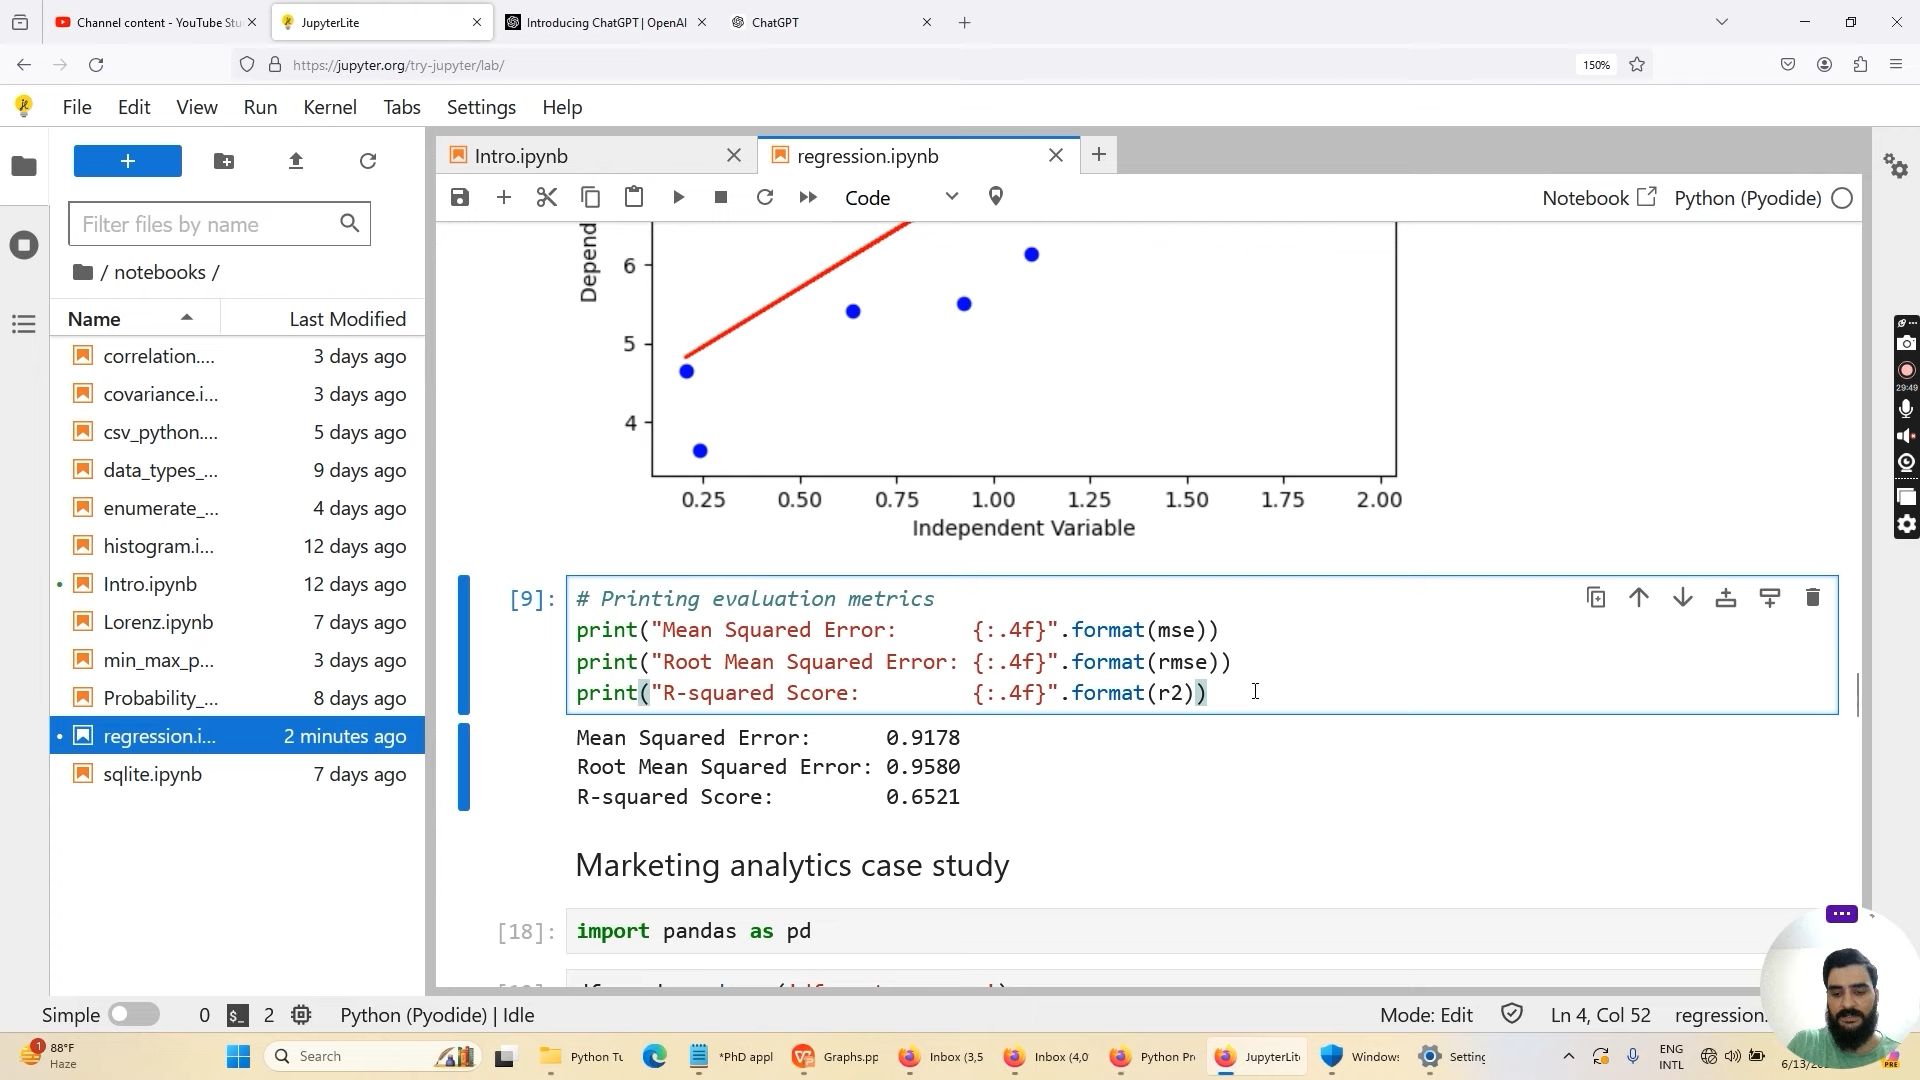 Channel content - YouTube Stu
JupyterLite
Introducing ChatGPT | OpenAI
ChatGPT
https://jupyter.org/try-jupyter/lab/
150%
File Edit View Run Kernel Tabs Settings Help
Intro.ipynb
regression.ipynb
Filter files by name
Code
Notebook
Python (Pyodide)
/ notebooks /
Name
Last Modified
correlation.... 3 days ago
covariance.i... 3 days ago
csv_python.... 5 days ago
data_types_... 9 days ago
enumerate_... 4 days ago
histogram.i... 12 days ago
Intro.ipynb 12 days ago
Lorenz.ipynb 7 days ago
min_max_p... 3 days ago
Probability_... 8 days ago
regression.i... 2 minutes ago
sqlite.ipynb 7 days ago
Depend
6
5
4
0.25 0.50 0.75 1.00 1.25 1.50 1.75 2.00
Independent Variable
29:49
[9]:
# Printing evaluation metrics
print("Mean Squared Error:      {:.4f}".format(mse))
print("Root Mean Squared Error: {:.4f}".format(rmse))
print("R-squared Score:         {:.4f}".format(r2))
Mean Squared Error:      0.9178
Root Mean Squared Error: 0.9580
R-squared Score:         0.6521
Marketing analytics case study
[18]:
import pandas as pd
Simple
0
2
Python (Pyodide) | Idle
Mode: Edit
Ln 4, Col 52
regression.
1
88°F
Haze
Search
Python Tu
*PhD appl
Graphs.pp
Inbox (3,5
Inbox (4,0
Python Pr
JupyterLite
Windows
Setting
ENG
INTL
6/13/20
PRE